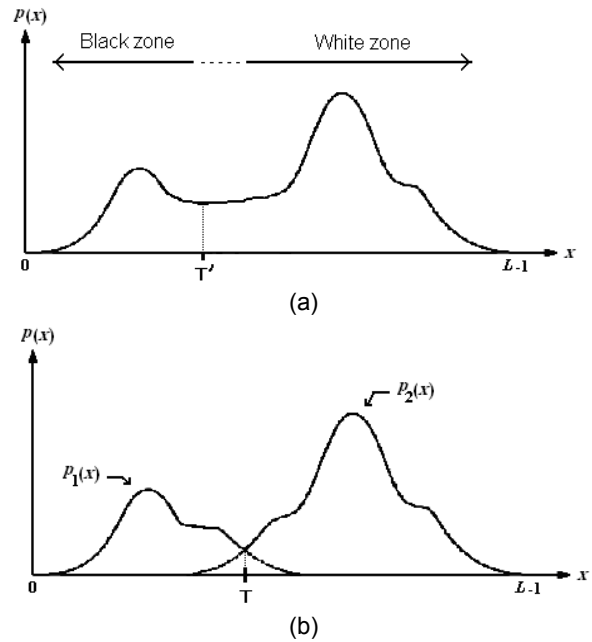 p(x)
Black zone
White zone
0
T'
L-1
x
(a)
p(x)
p₂(x)
p₁(x)
0
T
L-1
x
(b)